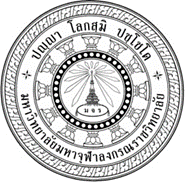 ปญฺญา โลกสฺมิ ปชฺโชโต
มจร
มหาวิทยาลัยมหาจุฬาลงกรณราชวิทยาลัย